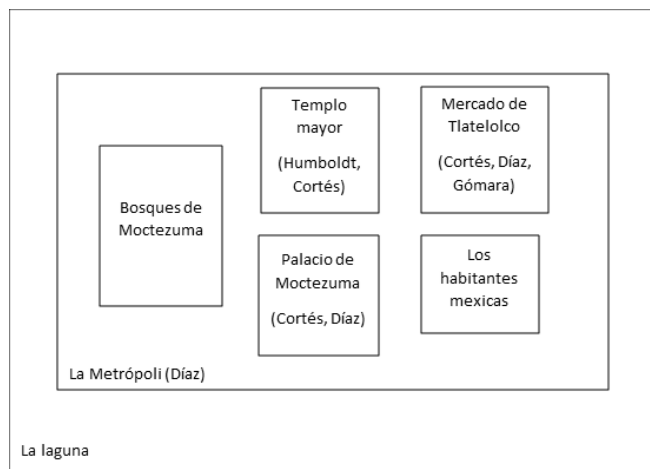 Templo
mayor
(Humboldt,
Cortés)
Mercado de
Tlatelolco
(Cortés, Díaz,
Gómara)
Bosques de
Moctezuma
Palacio de
Moctezuma
(Cortés, Díaz)
Los
habitantes
mexicas
La Metrópoli (Díaz)
La laguna